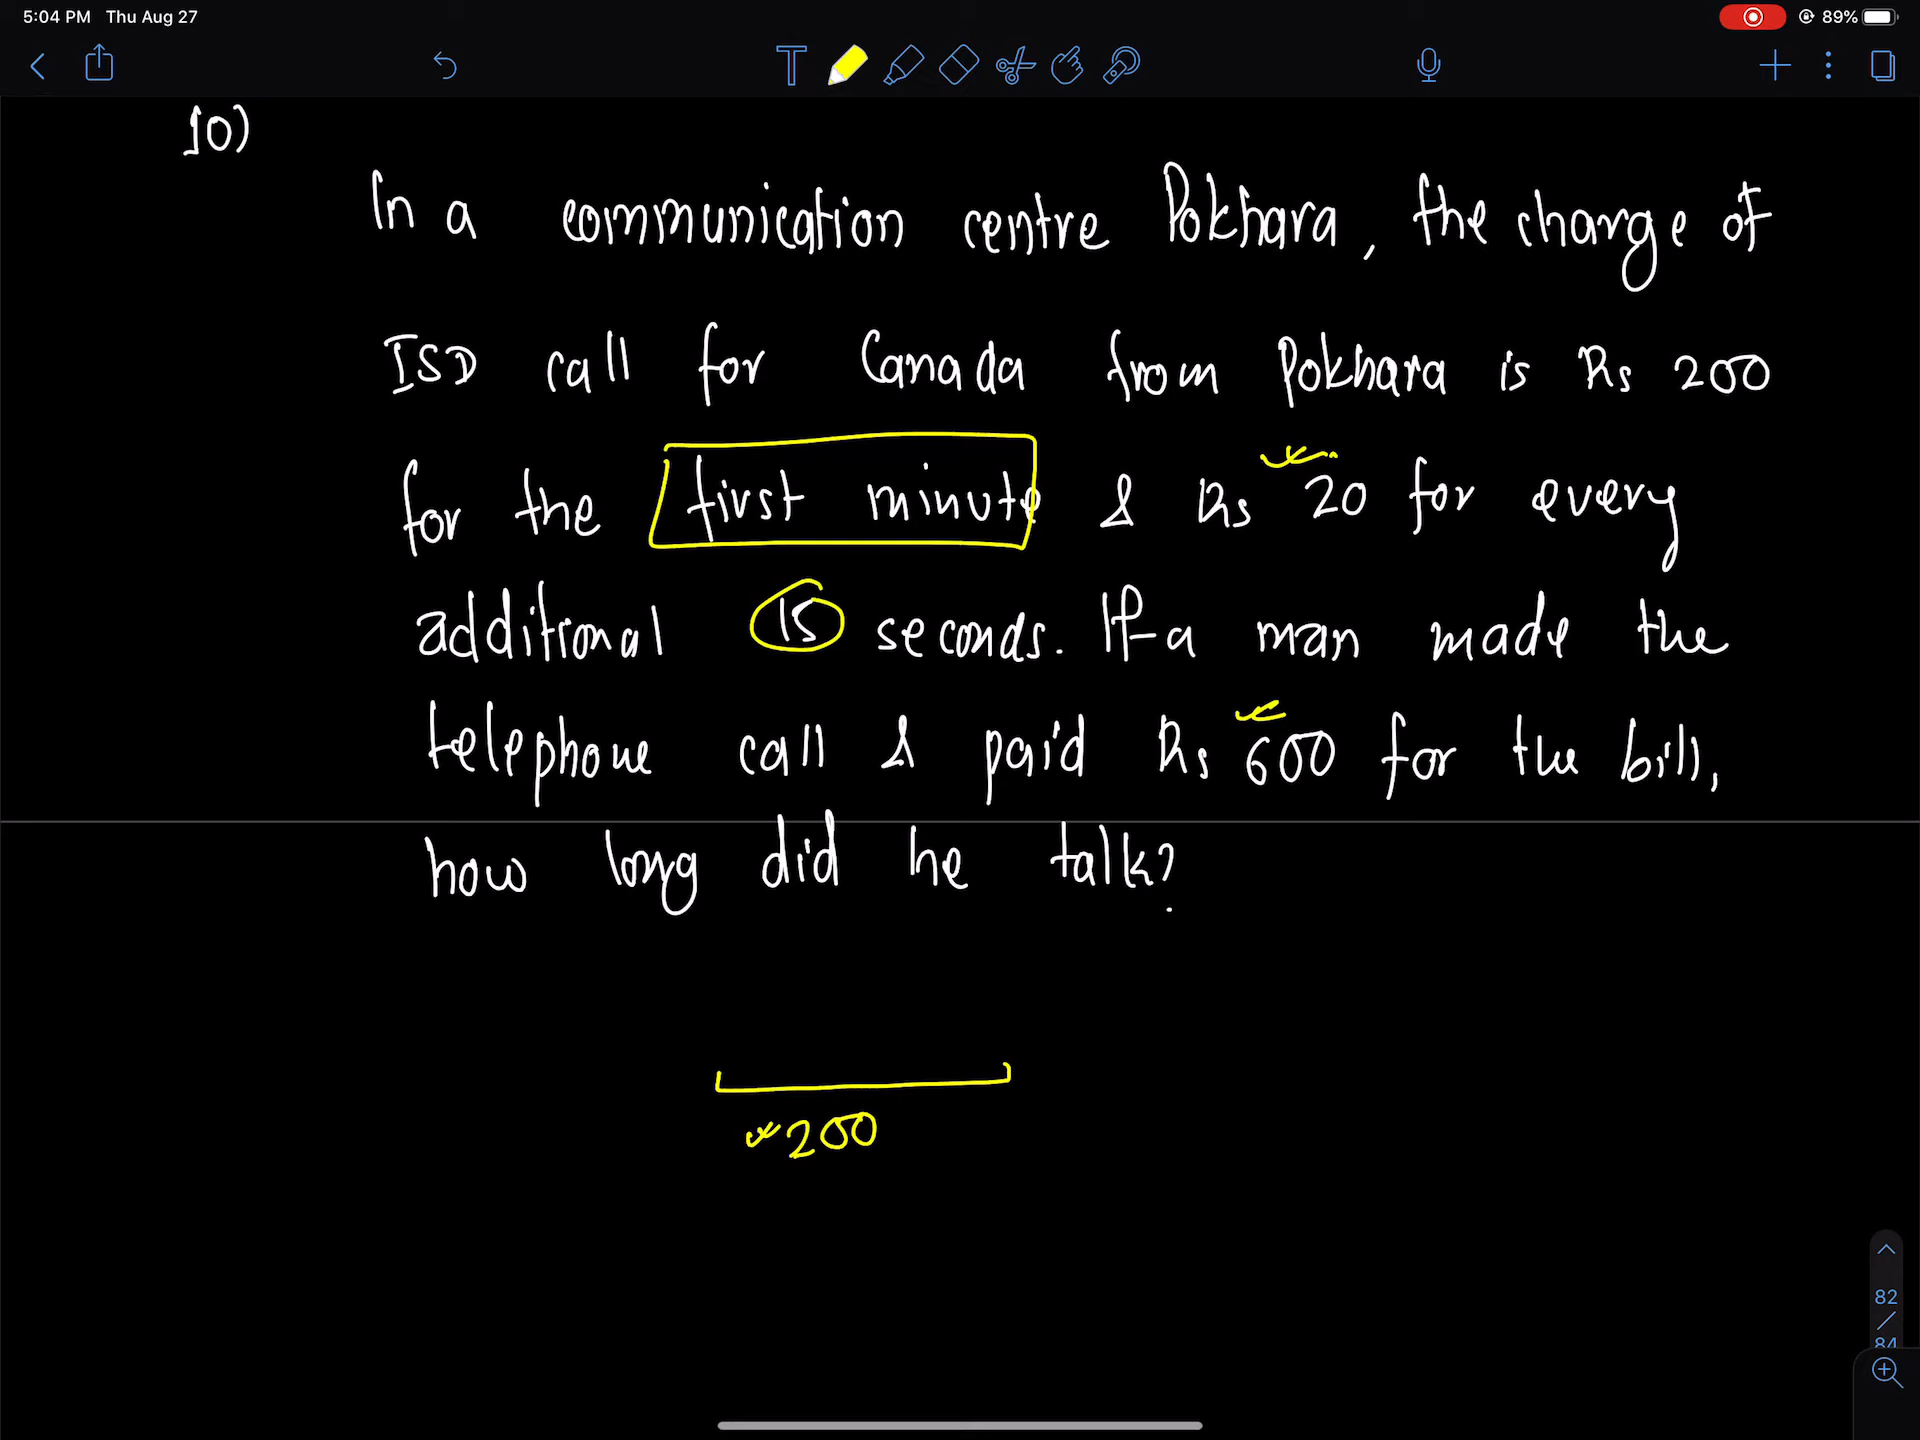 5:04 PM Thu Aug 27
89%
10)
In a communication centre Pokhara, the charge of
ISD call for Canada from Pokhara is Rs 200
for the first minute & Rs 20 for every
additional 15 seconds. If a man made the
telephone call & paid Rs 600 for the bill,
how long did he talk?
200
82
/
84